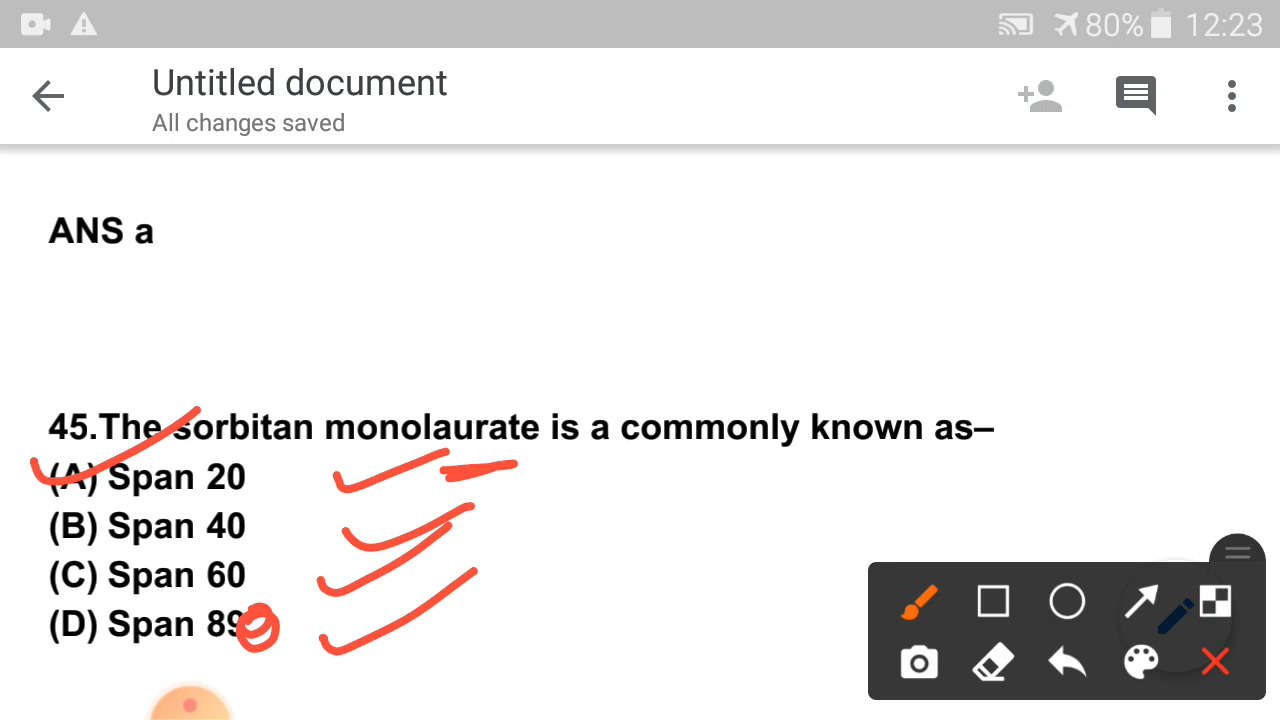 80% 12:23
Untitled document
All changes saved
ANS a
45.The sorbitan monolaurate is a commonly known as–
(A) Span 20
(B) Span 40
(C) Span 60
(D) Span 89